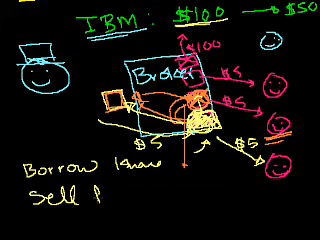 IBM: $100 → $50
$100
Broker
$5
$5
$5
$5
Borrow 1 share
Sell